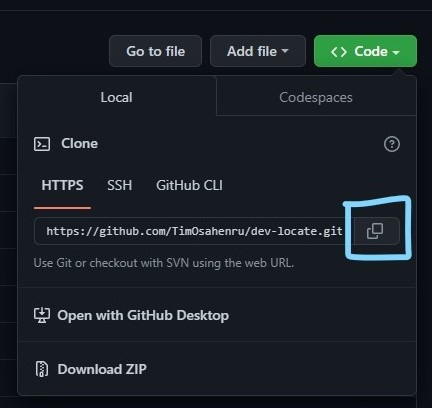 Go to file
Add file
<> Code
Local
Codespaces
Clone
HTTPS
SSH
GitHub CLI
https://github.com/TimOsahenru/dev-locate.git
Use Git or checkout with SVN using the web URL.
Open with GitHub Desktop
Download ZIP